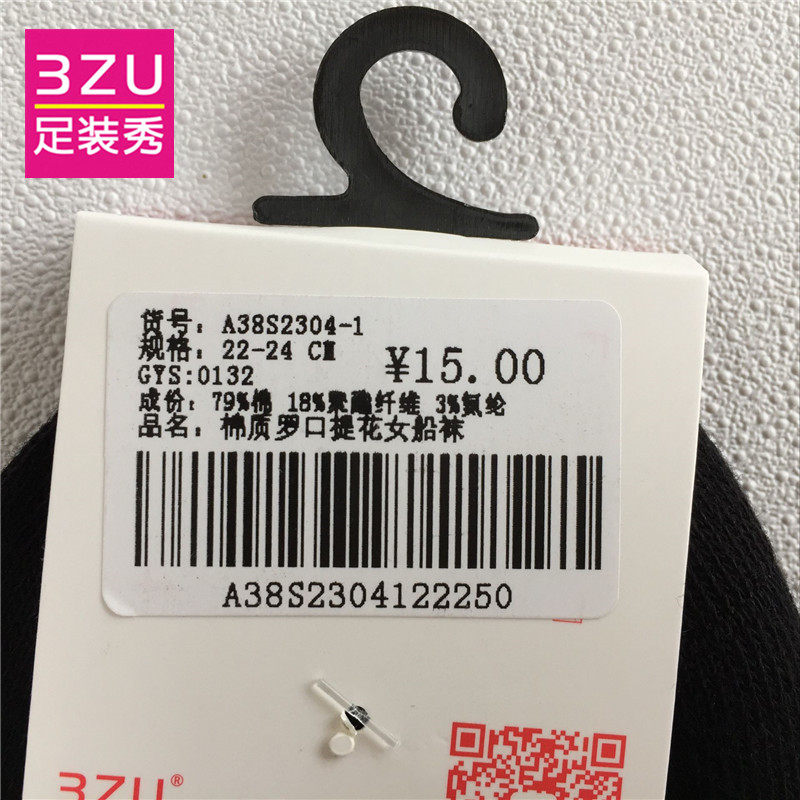 3ZU
足装秀
货号: A38S2304-1
规格: 22-24 CM
¥15.00
GYS:0132
成份: 79%棉 18%聚酯纤维 3%氨纶
品名: 棉质罗口提花女船袜
A38S2304122250
3ZU®